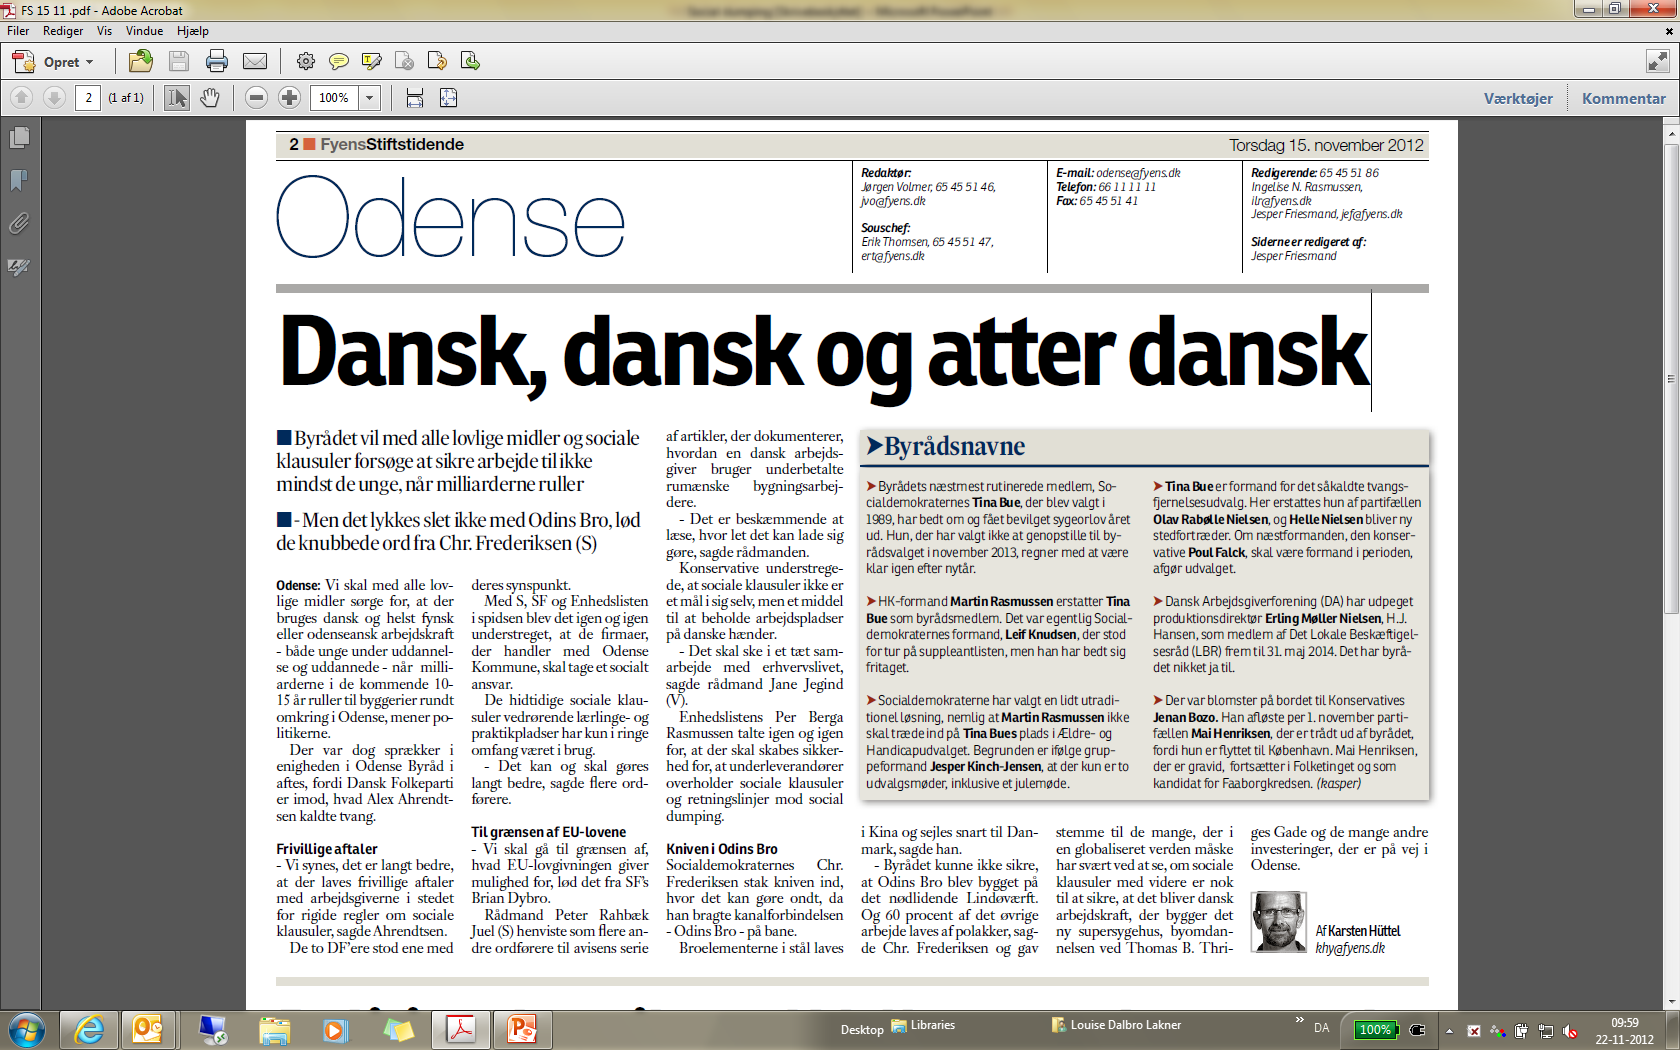 FS 15 11 .pdf - Adobe Acrobat
Filer Rediger Vis Vindue Hjælp
Opret
2 (1 af 1) 100% Værktøjer Kommentar
2 FyensStiftstidende Torsdag 15. november 2012
Odense
Redaktør:
Jørgen Volmer, 65 45 51 46,
jvo@fyens.dk
Souschef:
Erik Thomsen, 65 45 51 47,
ert@fyens.dk
E-mail: odense@fyens.dk
Telefon: 66 11 11 11
Fax: 65 45 51 41
Redigerende: 65 45 51 86
Ingelise N. Rasmussen,
ilr@fyens.dk
Jesper Friesmand, jef@fyens.dk
Siderne er redigeret af:
Jesper Friesmand
Dansk, dansk og atter dansk
Byrådet vil med alle lovlige midler og sociale
klausuler forsøge at sikre arbejde til ikke
mindst de unge, når milliarderne ruller
- Men det lykkes slet ikke med Odins Bro, lød
de knubbede ord fra Chr. Frederiksen (S)
Odense: Vi skal med alle lov-
lige midler sørge for, at der
bruges dansk og helst fynsk
eller odenseansk arbejdskraft
- både unge under uddannel-
se og uddannede - når milli-
arderne i de kommende 10-
15 år ruller til byggerier rundt
omkring i Odense, mener po-
litikerne.
Der var dog sprækker i
enigheden i Odense Byråd i
aftes, fordi Dansk Folkeparti
er imod, hvad Alex Ahrendt-
sen kaldte tvang.
Frivillige aftaler
- Vi synes, det er langt bedre,
at der laves frivillige aftaler
med arbejdsgiverne i stedet
for rigide regler om sociale
klausuler, sagde Ahrendtsen.
De to DF'ere stod ene med
deres synspunkt.
Med S, SF og Enhedslisten
i spidsen blev det igen og igen
understreget, at de firmaer,
der handler med Odense
Kommune, skal tage et socialt
ansvar.
De hidtidige sociale klau-
suler vedrørende lærlinge- og
praktikpladser har kun i ringe
omfang været i brug.
- Det kan og skal gøres
langt bedre, sagde flere ord-
førere.
Til grænsen af EU-lovene
- Vi skal gå til grænsen af,
hvad EU-lovgivningen giver
mulighed for, lød det fra SF's
Brian Dybro.
Rådmand Peter Rahbæk
Juel (S) henviste som flere an-
dre ordførere til avisens serie
af artikler, der dokumenterer,
hvordan en dansk arbejds-
giver bruger underbetalte
rumænske bygningsarbej-
dere.
- Det er beskæmmende at
læse, hvor let det kan lade sig
gøre, sagde rådmanden.
Konservative understrege-
de, at sociale klausuler ikke er
et mål i sig selv, men et middel
til at beholde arbejdspladser
på danske hænder.
- Det skal ske i et tæt sam-
arbejde med erhvervslivet,
sagde rådmand Jane Jegind
(V).
Enhedslistens Per Berga
Rasmussen talte igen og igen
for, at der skal skabes sikker-
hed for, at underleverandører
overholder sociale klausuler
og retningslinjer mod social
dumping.
Kniven i Odins Bro
Socialdemokraternes Chr.
Frederiksen stak kniven ind,
hvor det kan gøre ondt, da
han bragte kanalforbindelsen
- Odins Bro - på bane.
Broelementerne i stål laves
i Kina og sejles snart til Dan-
mark, sagde han.
- Byrådet kunne ikke sikre,
at Odins Bro blev bygget på
det nødlidende Lindøværft.
Og 60 procent af det øvrige
arbejde laves af polakker, sag-
de Chr. Frederiksen og gav
stemme til de mange, der i
en globaliseret verden måske
har svært ved at se, om sociale
klausuler med videre er nok
til at sikre, at det bliver dansk
arbejdskraft, der bygger det
ny supersygehus, byomdan-
nelsen ved Thomas B. Thri-
ges Gade og de mange andre
investeringer, der er på vej i
Odense.
Af Karsten Hüttel
khy@fyens.dk
Byrådsnavne
Byrådets næstmest rutinerede medlem, So-
cialdemokraternes Tina Bue, der blev valgt i
1989, har bedt om og fået bevilget sygeorlov året
ud. Hun, der har valgt ikke at genopstille til by-
rådsvalget i november 2013, regner med at være
klar igen efter nytår.
HK-formand Martin Rasmussen erstatter Tina
Bue som byrådsmedlem. Det var egentlig Social-
demokraternes formand, Leif Knudsen, der stod
for tur på suppleantlisten, men han har bedt sig
fritaget.
Socialdemokraterne har valgt en lidt utradi-
tionel løsning, nemlig at Martin Rasmussen ikke
skal træde ind på Tina Bues plads i Ældre- og
Handicapudvalget. Begrunden er ifølge grup-
peformand Jesper Kinch-Jensen, at der kun er to
udvalgsmøder, inklusive et julemøde.
Tina Bue er formand for det såkaldte tvangs-
fjernelsesudvalg. Her erstattes hun af partifællen
Olav Rabølle Nielsen, og Helle Nielsen bliver ny
stedfortræder. Om næstformanden, den konser-
vative Poul Falck, skal være formand i perioden,
afgør udvalget.
Dansk Arbejdsgiverforening (DA) har udpeget
produktionsdirektør Erling Møller Nielsen, H.J.
Hansen, som medlem af Det Lokale Beskæftigel-
sesråd (LBR) frem til 31. maj 2014. Det har byrå-
det nikket ja til.
Der var blomster på bordet til Konservatives
Jenan Bozo. Han afløste per 1. november parti-
fællen Mai Henriksen, der er trådt ud af byrådet,
fordi hun er flyttet til København. Mai Henriksen,
der er gravid, fortsætter i Folketinget og som
kandidat for Faaborgkredsen. (kasper)
Desktop Libraries Louise Dalbro Lakner » DA 100% 09:59
22-11-2012